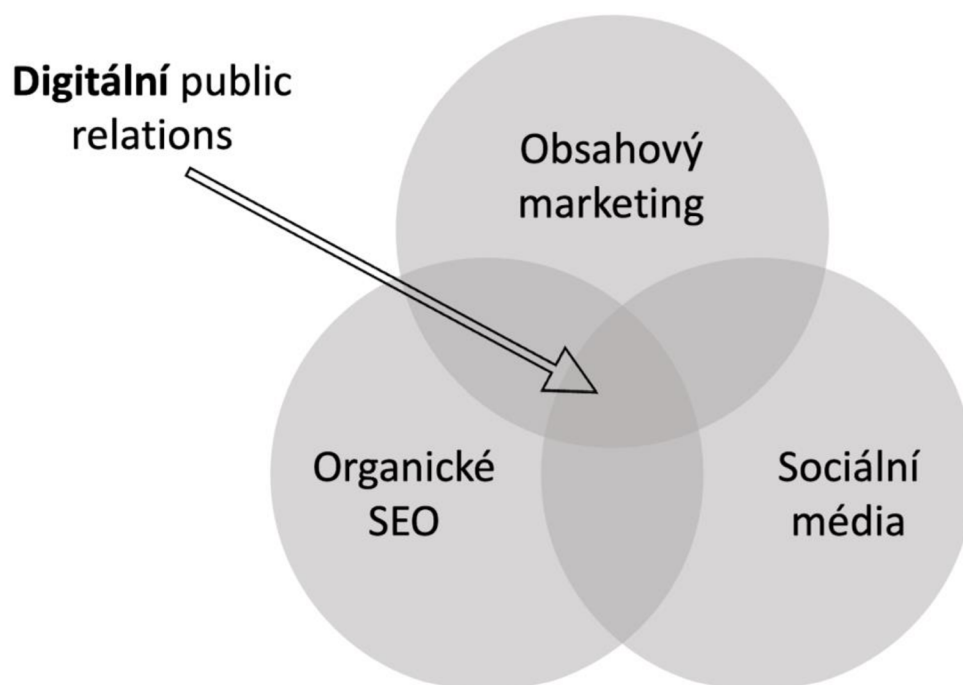 Digitální public
relations
Obsahový
marketing
Organické
SEO
Sociální
média